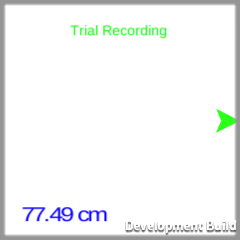 Trial Recording
77.49 cm
Development Build